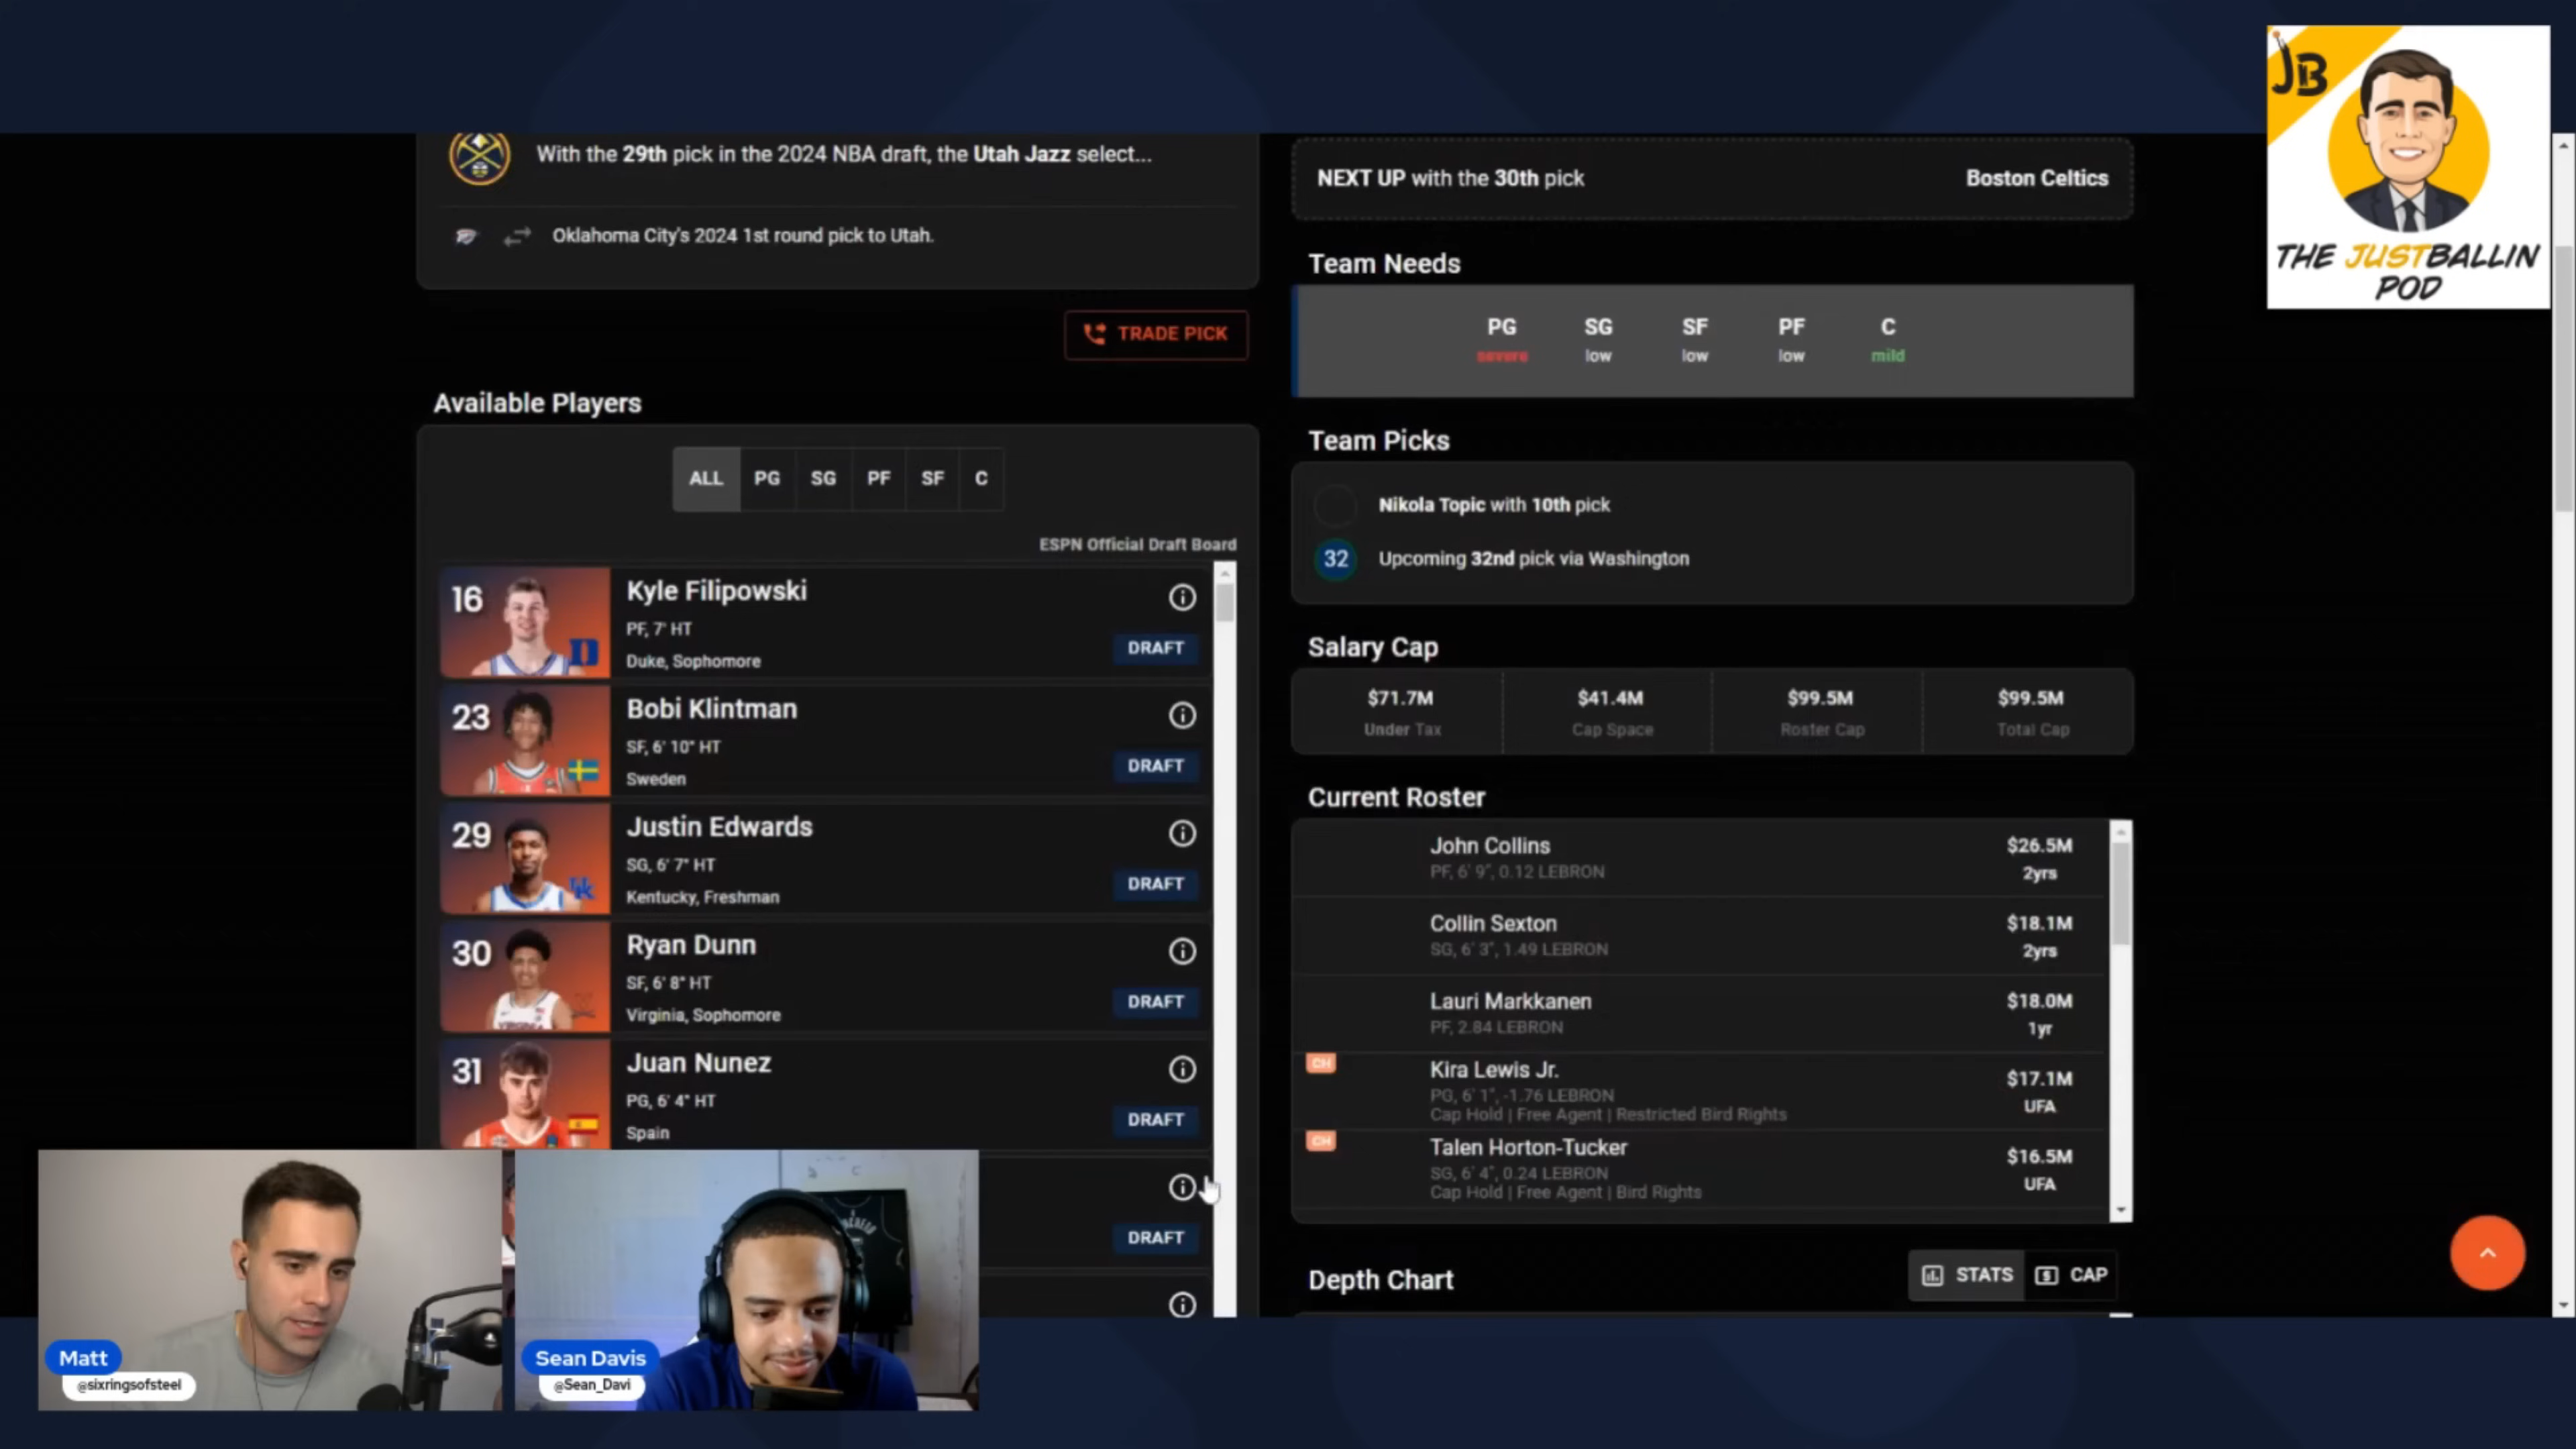 With the 29th pick in the 2024 NBA draft, the Utah Jazz select...
Oklahoma City's 2024 1st round pick to Utah.
TRADE PICK
Available Players
ALL PG SG PF SF C
ESPN Official Draft Board
16
Kyle Filipowski
PF, 7' HT
Duke, Sophomore
DRAFT
23
Bobi Klintman
SF, 6' 10" HT
Sweden
DRAFT
29
Justin Edwards
SG, 6' 7" HT
Kentucky, Freshman
DRAFT
30
Ryan Dunn
SF, 6' 8" HT
Virginia, Sophomore
DRAFT
31
Juan Nunez
PG, 6' 4" HT
Spain
DRAFT
DRAFT
NEXT UP with the 30th pick Boston Celtics
Team Needs
PG SG SF PF C
severe low low low mild
Team Picks
Nikola Topic with 10th pick
32 Upcoming 32nd pick via Washington
Salary Cap
$71.7M $41.4M $99.5M $99.5M
Under Tax Cap Space Roster Cap Total Cap
Current Roster
John Collins $26.5M
PF, 6' 9", 0.12 LEBRON 2yrs
Collin Sexton $18.1M
SG, 6' 3", 1.49 LEBRON 2yrs
Lauri Markkanen $18.0M
PF, 2.84 LEBRON 1yr
CH Kira Lewis Jr. $17.1M
PG, 6' 1", -1.76 LEBRON UFA
Cap Hold | Free Agent | Restricted Bird Rights
CH Talen Horton-Tucker $16.5M
SG, 6' 4", 0.24 LEBRON UFA
Cap Hold | Free Agent | Bird Rights
Depth Chart STATS CAP
JB
THE JUSTBALLIN
POD
Matt
@sixringsofsteel
Sean Davis
@Sean_Davi